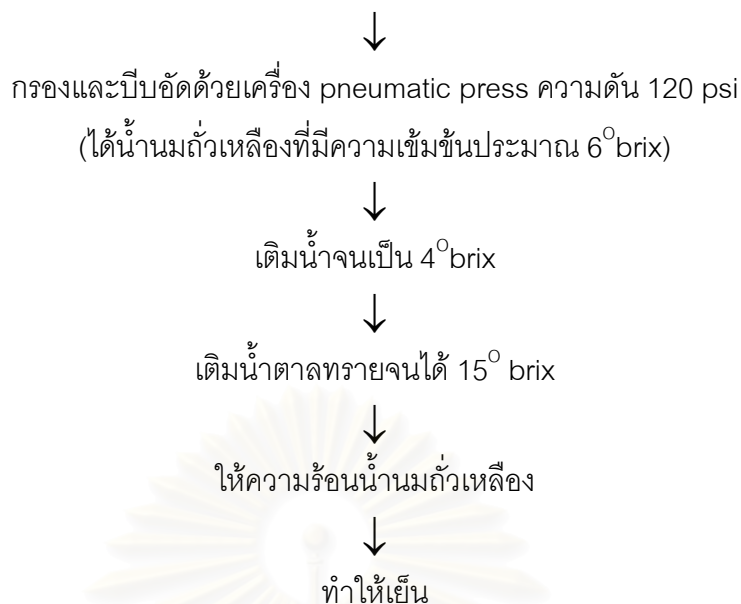 ↓
กรองและบีบอัดด้วยเครื่อง pneumatic press ความดัน 120 psi
(ได้น้ำนมถั่วเหลืองที่มีความเข้มข้นประมาณ 6⁰brix)
↓
เติมน้ำจนเป็น 4⁰brix
↓
เติมน้ำตาลทรายจนได้ 15⁰ brix
↓
ให้ความร้อนน้ำนมถั่วเหลือง
↓
ทำให้เย็น